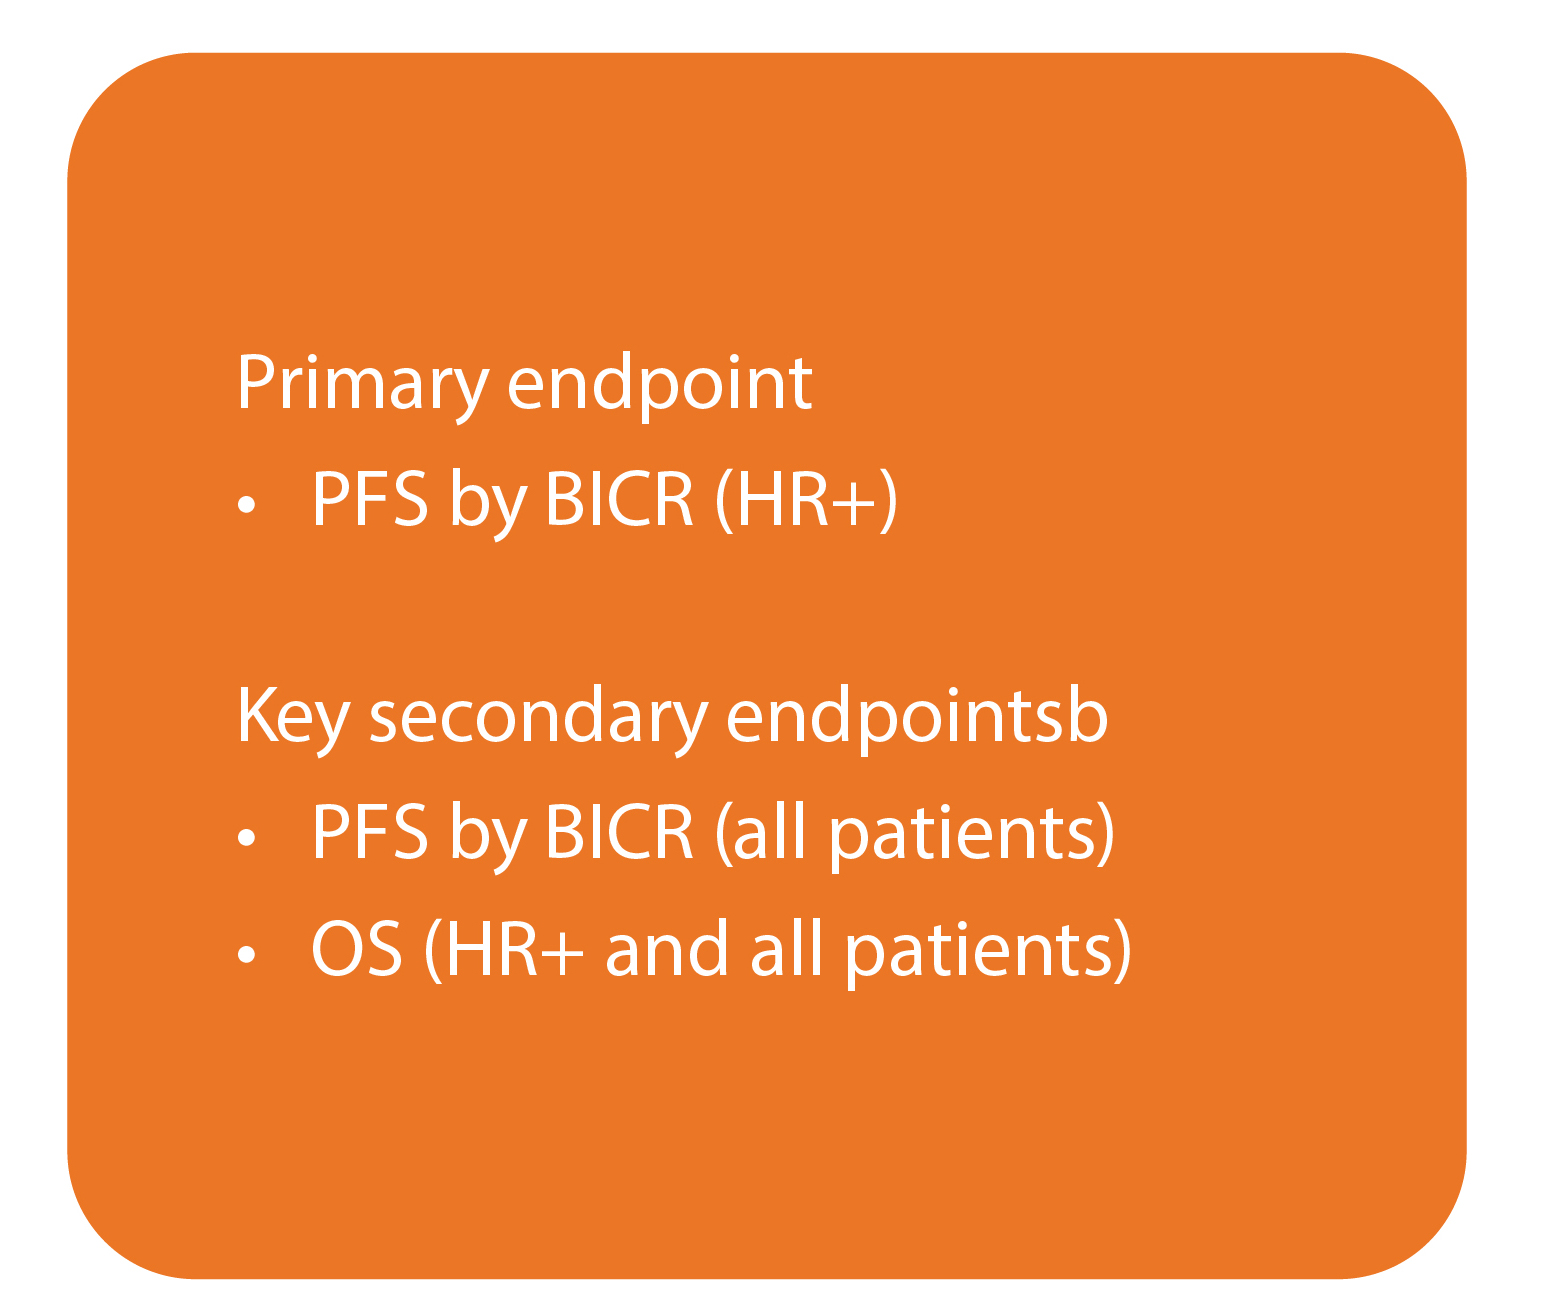 Primary endpoint
• PFS by BICR (HR+)
Key secondary endpointsb
• PFS by BICR (all patients)
• OS (HR+ and all patients)